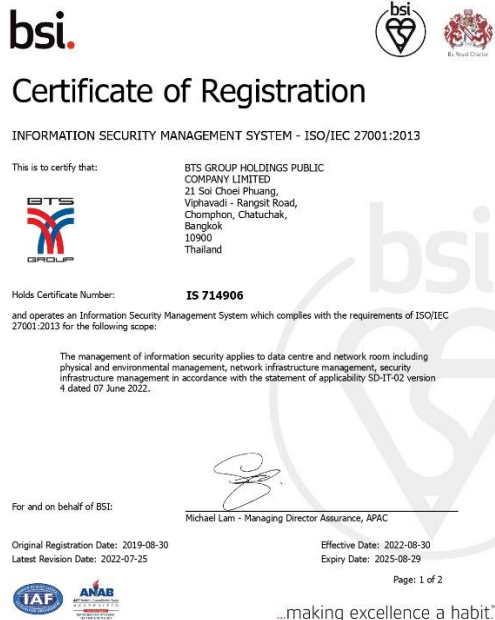 bsi.
bsi
By Royal Charter
Certificate of Registration
INFORMATION SECURITY MANAGEMENT SYSTEM - ISO/IEC 27001:2013
This is to certify that:
BTS GROUP HOLDINGS PUBLIC
COMPANY LIMITED
21 Soi Choei Phuang,
Viphavadi - Rangsit Road,
Chomphon, Chatuchak,
Bangkok
10900
Thailand
BTS
GROUP
bsi
Holds Certificate Number:
IS 714906
and operates an Information Security Management System which complies with the requirements of ISO/IEC
27001:2013 for the following scope:
The management of information security applies to data centre and network room including
physical and environmental management, network infrastructure management, security
infrastructure management in accordance with the statement of applicability SD-IT-02 version
4 dated 07 June 2022.
For and on behalf of BSI:
Michael Lam - Managing Director Assurance, APAC
Original Registration Date: 2019-08-30
Effective Date: 2022-08-30
Latest Revision Date: 2022-07-25
Expiry Date: 2025-08-29
Page: 1 of 2
IAF
ANAB
ACCREDITED
...making excellence a habit.™